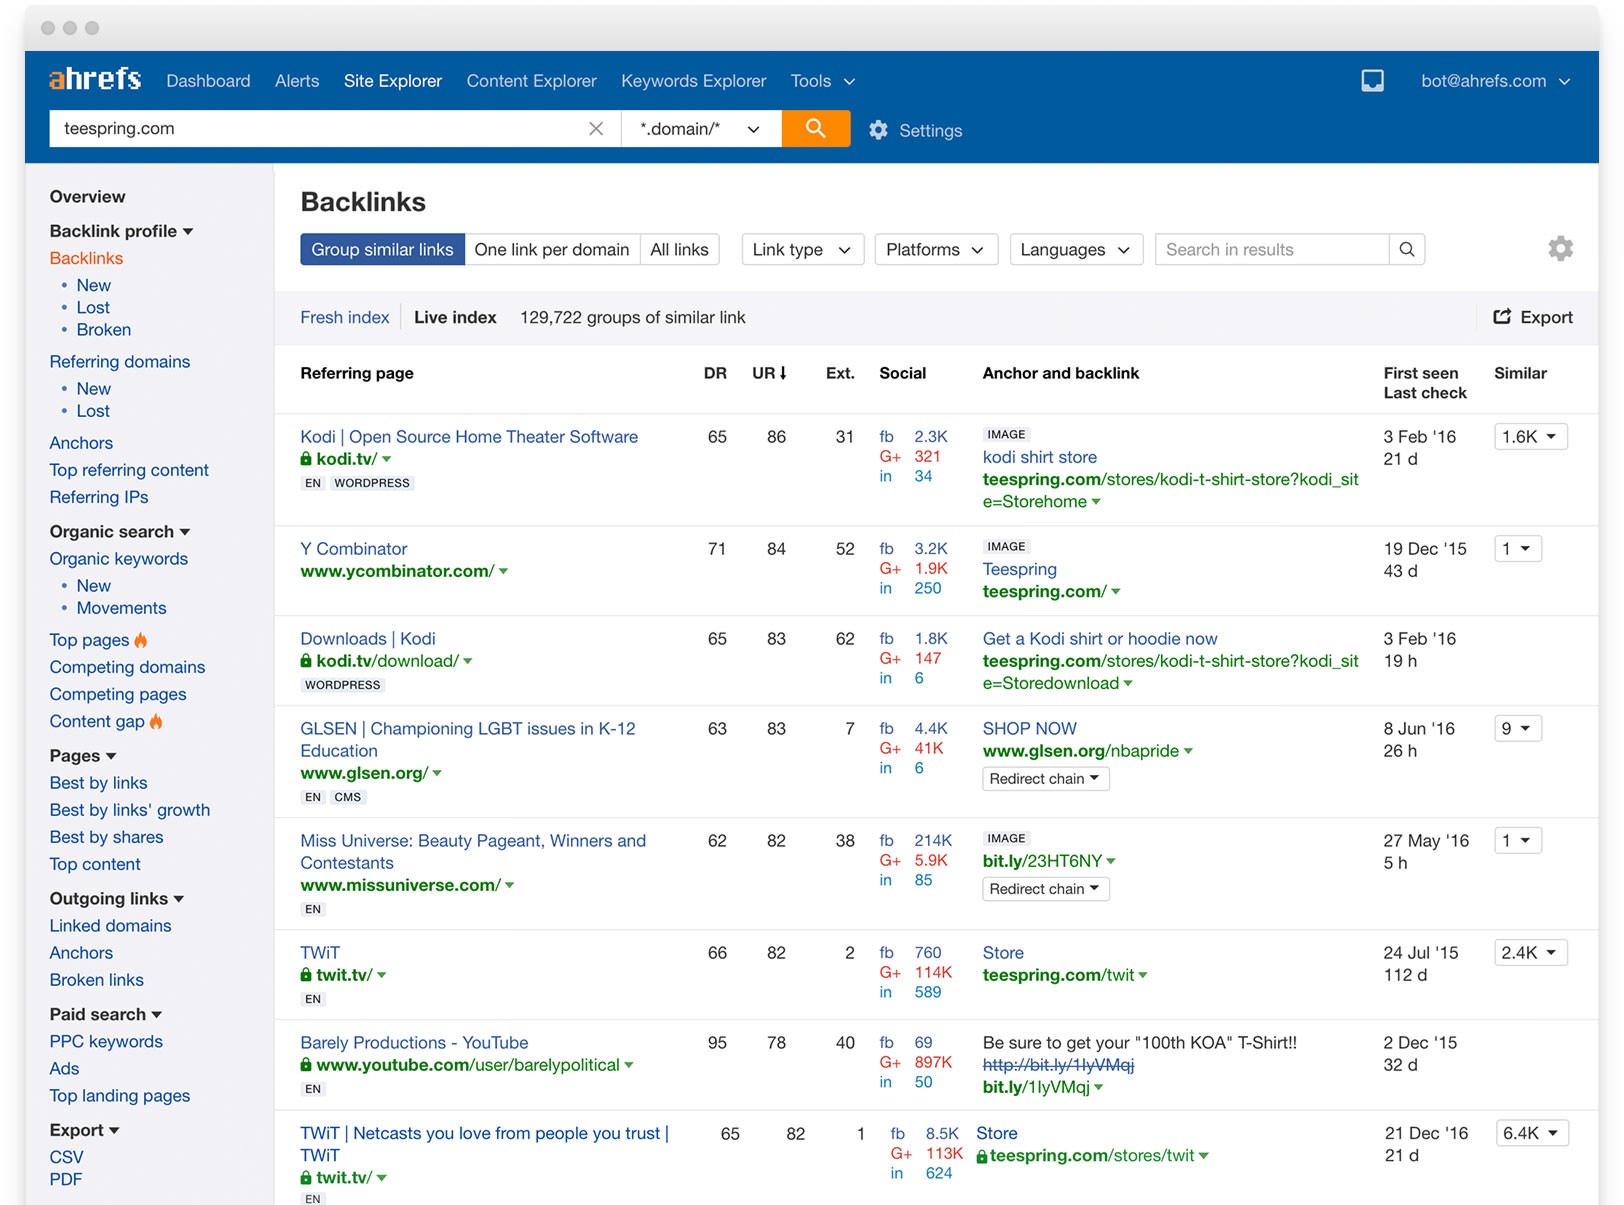 ahrefs Dashboard Alerts Site Explorer Content Explorer Keywords Explorer Tools bot@ahrefs.com
teespring.com *.domain/* Settings
Overview
Backlink profile
Backlinks
• New
• Lost
• Broken
Referring domains
• New
• Lost
Anchors
Top referring content
Referring IPs
Organic search
Organic keywords
• New
• Movements
Top pages
Competing domains
Competing pages
Content gap
Pages
Best by links
Best by links' growth
Best by shares
Top content
Outgoing links
Linked domains
Anchors
Broken links
Paid search
PPC keywords
Ads
Top landing pages
Export
CSV
PDF
Backlinks
Group similar links One link per domain All links Link type Platforms Languages Search in results
Fresh index Live index 129,722 groups of similar link Export
Referring page DR UR Ext. Social Anchor and backlink First seen Similar
Last check
Kodi | Open Source Home Theater Software 65 86 31 fb 2.3K IMAGE 3 Feb '16 1.6K
kodi.tv/ G+ 321 kodi shirt store 21 d
EN WORDPRESS in 34 teespring.com/stores/kodi-t-shirt-store?kodi_sit
e=Storehome
Y Combinator 71 84 52 fb 3.2K IMAGE 19 Dec '15 1
www.ycombinator.com/ G+ 1.9K Teespring 43 d
in 250 teespring.com/
Downloads | Kodi 65 83 62 fb 1.8K Get a Kodi shirt or hoodie now 3 Feb '16
kodi.tv/download/ G+ 147 teespring.com/stores/kodi-t-shirt-store?kodi_sit 19 h
WORDPRESS in 6 e=Storedownload
GLSEN | Championing LGBT issues in K-12 63 83 7 fb 4.4K SHOP NOW 8 Jun '16 9
Education G+ 41K www.glsen.org/nbapride 26 h
www.glsen.org/ in 6 Redirect chain
EN CMS
Miss Universe: Beauty Pageant, Winners and 62 82 38 fb 214K IMAGE 27 May '16 1
Contestants G+ 5.9K bit.ly/23HT6NY 5 h
www.missuniverse.com/ in 85 Redirect chain
EN
TWiT 66 82 2 fb 760 Store 24 Jul '15 2.4K
twit.tv/ G+ 114K teespring.com/twit 112 d
EN in 589
Barely Productions - YouTube 95 78 40 fb 69 Be sure to get your "100th KOA" T-Shirt!! 2 Dec '15
www.youtube.com/user/barelypolitical G+ 897K http://bit.ly/1IyVMqj 32 d
EN in 50 bit.ly/1IyVMqj
TWiT | Netcasts you love from people you trust | 65 82 1 fb 8.5K Store 21 Dec '16 6.4K
TWiT G+ 113K teespring.com/stores/twit 21 d
twit.tv/ in 624
EN